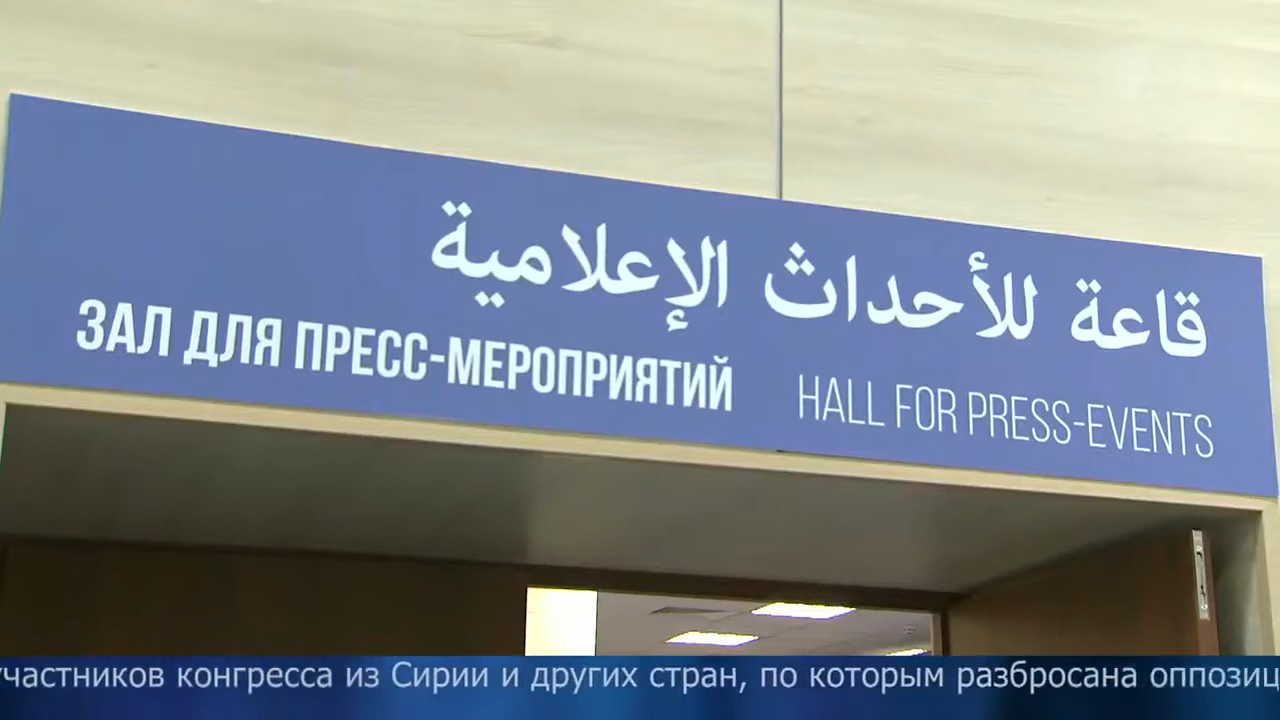 قاعة للأحداث الإعلامية
ЗАЛ ДЛЯ ПРЕСС-МЕРОПРИЯТИЙ
HALL FOR PRESS-EVENTS
участников конгресса из Сирии и других стран, по которым разбросана оппозиц